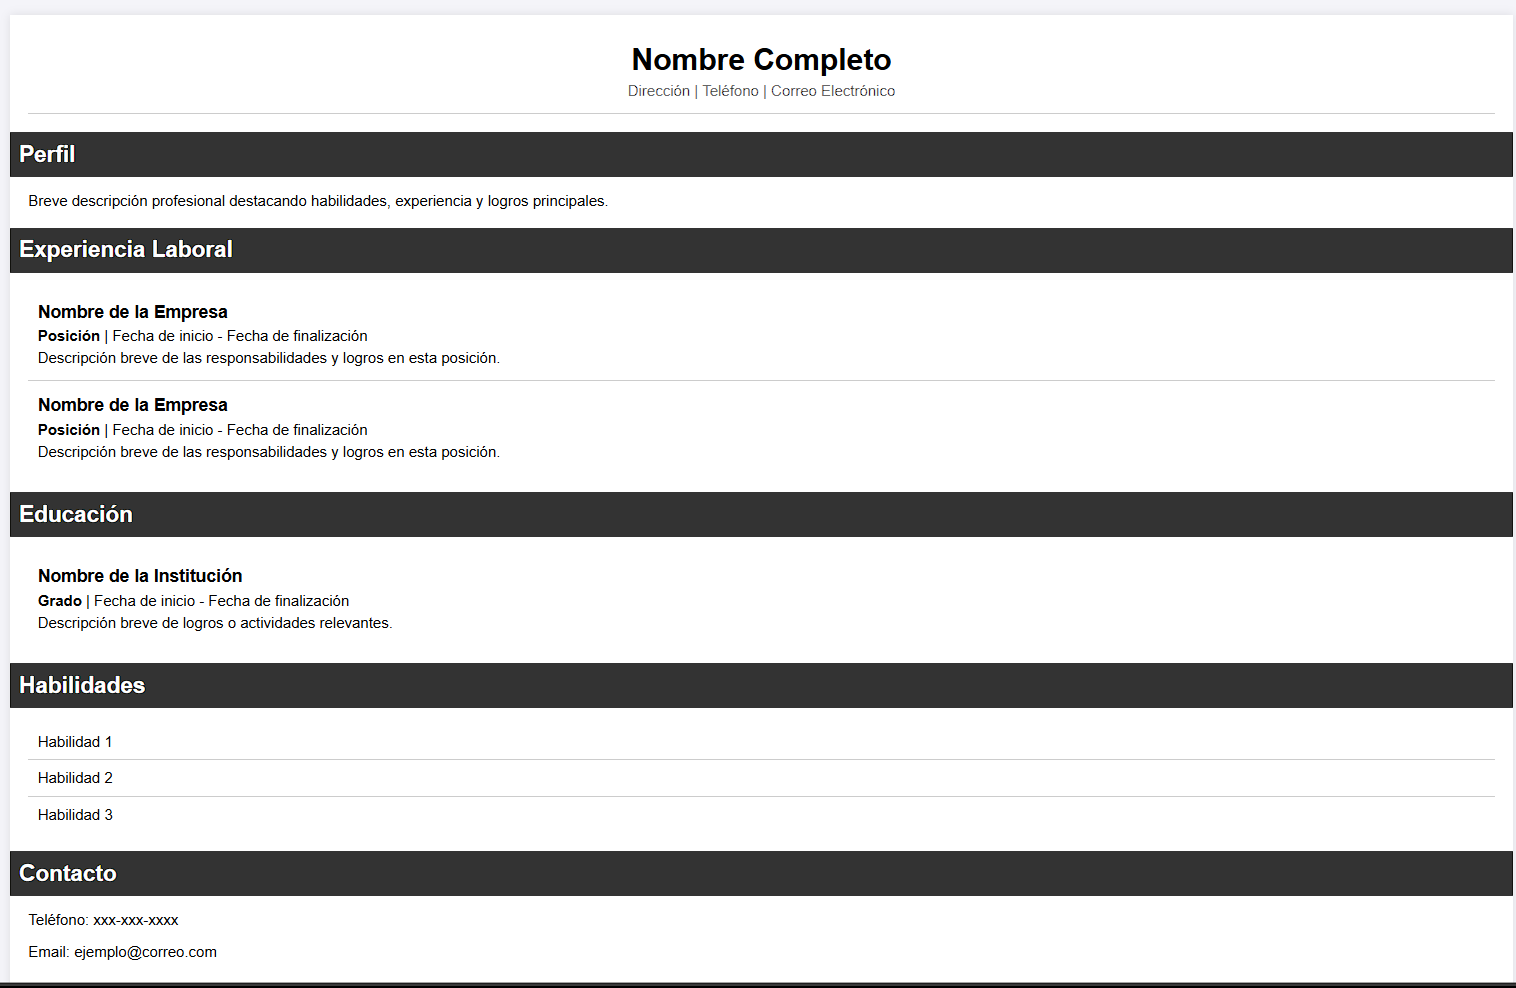 Nombre Completo
Dirección | Teléfono | Correo Electrónico
Perfil
Breve descripción profesional destacando habilidades, experiencia y logros principales.
Experiencia Laboral
Nombre de la Empresa
Posición | Fecha de inicio - Fecha de finalización
Descripción breve de las responsabilidades y logros en esta posición.
Nombre de la Empresa
Posición | Fecha de inicio - Fecha de finalización
Descripción breve de las responsabilidades y logros en esta posición.
Educación
Nombre de la Institución
Grado | Fecha de inicio - Fecha de finalización
Descripción breve de logros o actividades relevantes.
Habilidades
Habilidad 1
Habilidad 2
Habilidad 3
Contacto
Teléfono: xxx-xxx-xxxx
Email: ejemplo@correo.com